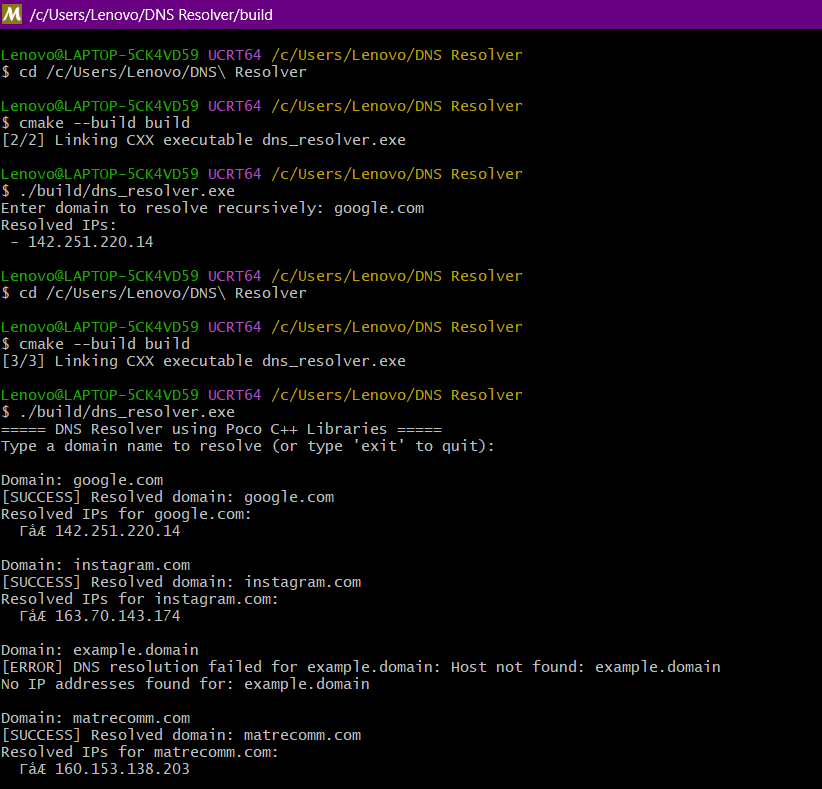 M /c/Users/Lenovo/DNS Resolver/build
Lenovo@LAPTOP-5CK4VD59 UCRT64 /c/Users/Lenovo/DNS Resolver
$ cd /c/Users/Lenovo/DNS\ Resolver
Lenovo@LAPTOP-5CK4VD59 UCRT64 /c/Users/Lenovo/DNS Resolver
$ cmake --build build
[2/2] Linking CXX executable dns_resolver.exe
Lenovo@LAPTOP-5CK4VD59 UCRT64 /c/Users/Lenovo/DNS Resolver
$ ./build/dns_resolver.exe
Enter domain to resolve recursively: google.com
Resolved IPs:
 - 142.251.220.14
Lenovo@LAPTOP-5CK4VD59 UCRT64 /c/Users/Lenovo/DNS Resolver
$ cd /c/Users/Lenovo/DNS\ Resolver
Lenovo@LAPTOP-5CK4VD59 UCRT64 /c/Users/Lenovo/DNS Resolver
$ cmake --build build
[3/3] Linking CXX executable dns_resolver.exe
Lenovo@LAPTOP-5CK4VD59 UCRT64 /c/Users/Lenovo/DNS Resolver
$ ./build/dns_resolver.exe
===== DNS Resolver using Poco C++ Libraries =====
Type a domain name to resolve (or type 'exit' to quit):
Domain: google.com
[SUCCESS] Resolved domain: google.com
Resolved IPs for google.com:
  ΓåÆ 142.251.220.14
Domain: instagram.com
[SUCCESS] Resolved domain: instagram.com
Resolved IPs for instagram.com:
  ΓåÆ 163.70.143.174
Domain: example.domain
[ERROR] DNS resolution failed for example.domain: Host not found: example.domain
No IP addresses found for: example.domain
Domain: matrecomm.com
[SUCCESS] Resolved domain: matrecomm.com
Resolved IPs for matrecomm.com:
  ΓåÆ 160.153.138.203